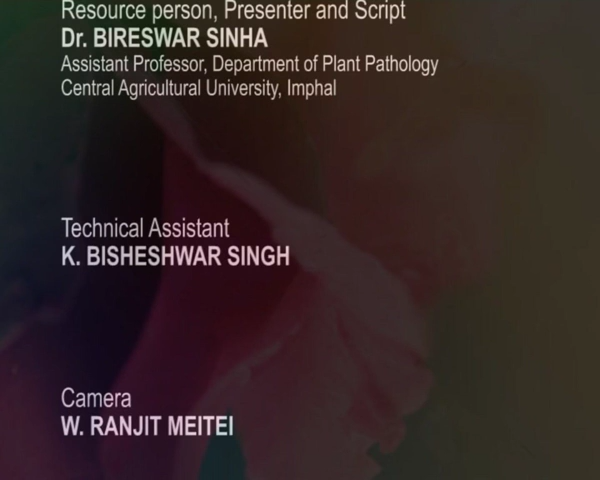 Resource person, Presenter and Script
Dr. BIRESWAR SINHA
Assistant Professor, Department of Plant Pathology
Central Agricultural University, Imphal
Technical Assistant
K. BISHESHWAR SINGH
Camera
W. RANJIT MEITEI